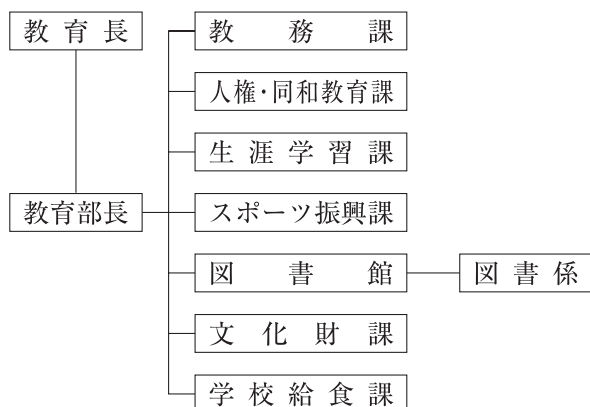 教育長
教務課
人権・同和教育課
生涯学習課
教育部長
スポーツ振興課
図書館
図書係
文化財課
学校給食課